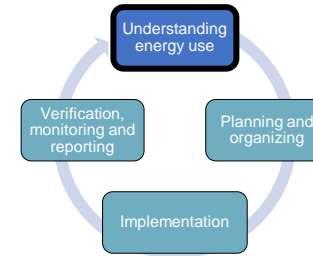 Understanding
energy use
Planning and
organizing
Implementation
Verification,
monitoring and
reporting